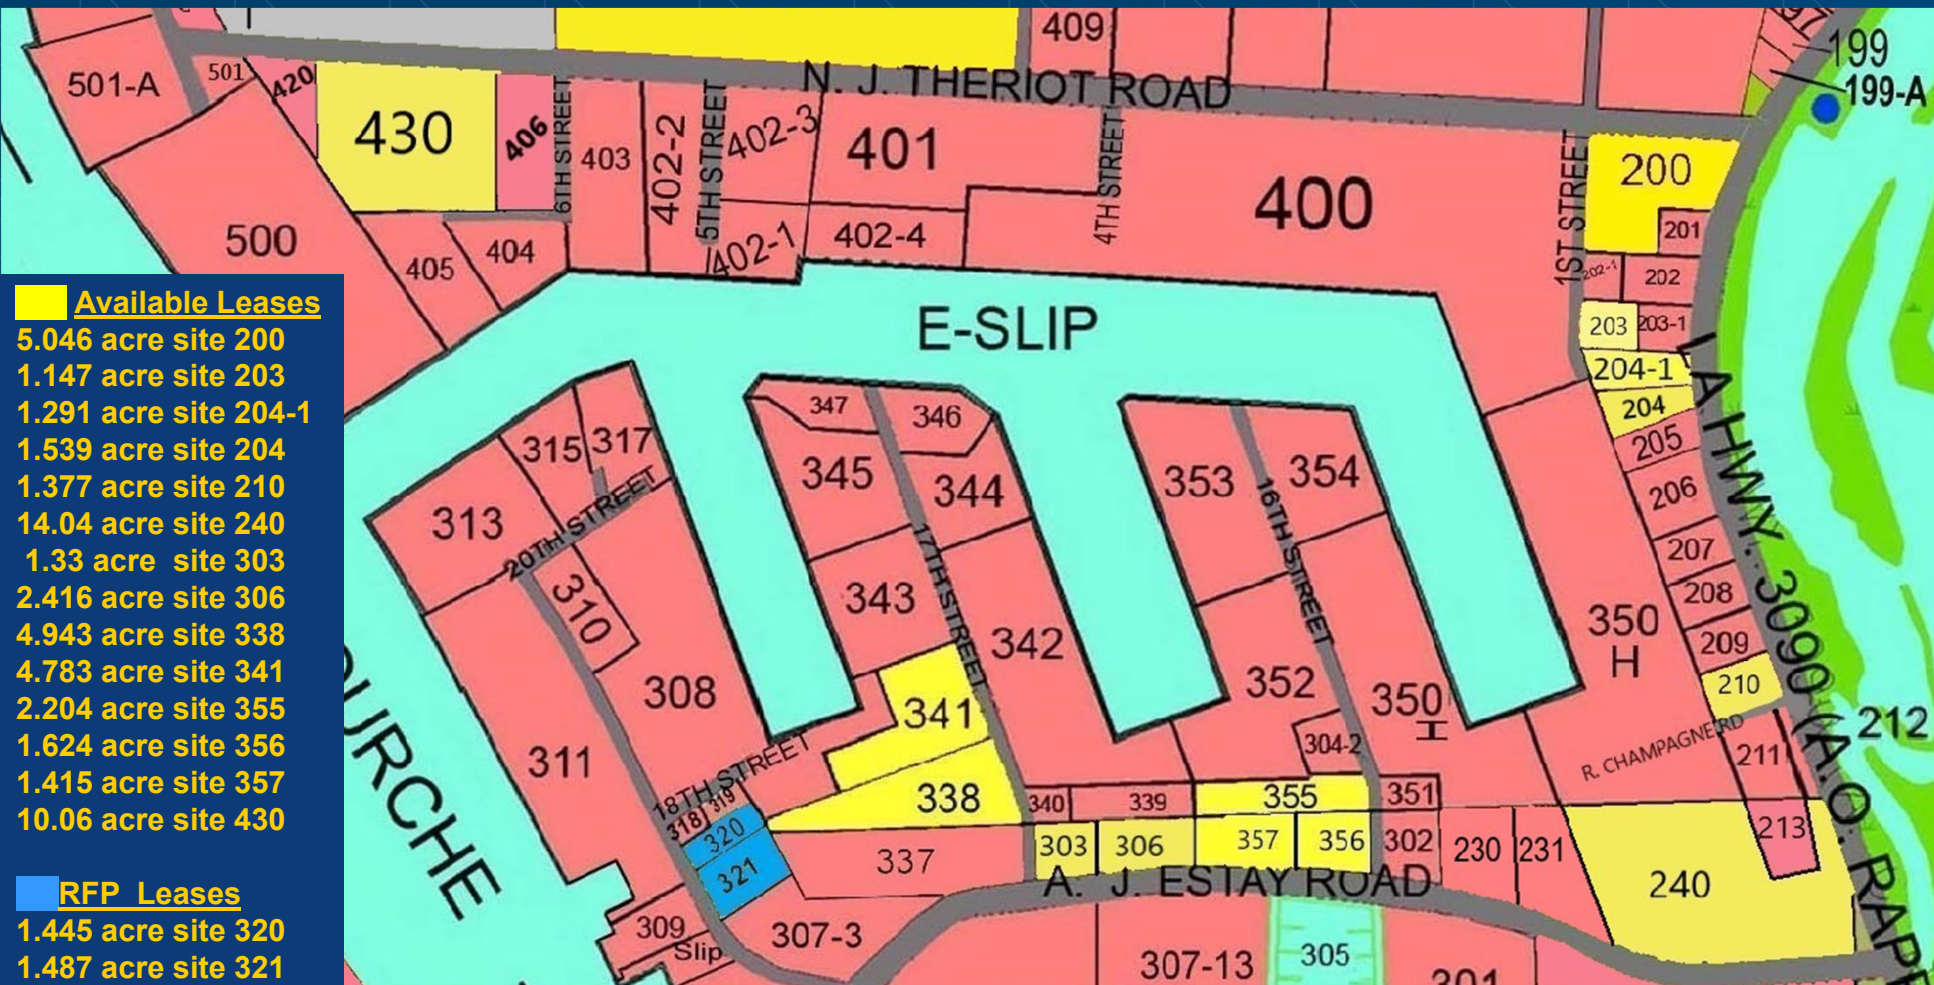 409
199
199-A
N. J. THERIOT ROAD
501-A
501
420
430
406
6TH STREET
403
402-2
5TH STREET
402-3
401
4TH STREET
400
1ST STREET
200
201
500
405
404
402-1
402-4
202-1
202
203
203-1
204-1
204
205
206
207
208
209
210
211
212
213
LA HWY. 3090 (A.O. RAPP
E-SLIP
347
346
345
344
315
317
313
20TH STREET
310
308
311
343
17TH STREET
342
341
338
353
354
16TH STREET
352
350
I
350
H
304-2
R. CHAMPAGNE RD
18TH STREET
319
318
320
321
340
339
355
351
303
306
357
356
302
230
231
240
337
A. J. ESTAY ROAD
309
Slip
307-3
307-13
305
301
OURCHE
Available Leases
5.046 acre site 200
1.147 acre site 203
1.291 acre site 204-1
1.539 acre site 204
1.377 acre site 210
14.04 acre site 240
1.33 acre site 303
2.416 acre site 306
4.943 acre site 338
4.783 acre site 341
2.204 acre site 355
1.624 acre site 356
1.415 acre site 357
10.06 acre site 430
RFP Leases
1.445 acre site 320
1.487 acre site 321